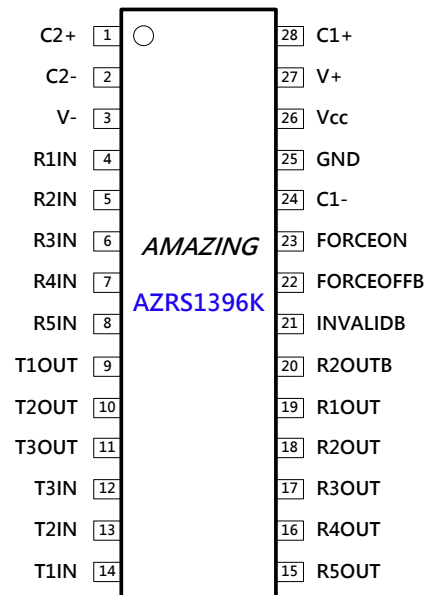 C2+ 1 28 C1+
C2- 2 27 V+
V- 3 26 Vcc
R1IN 4 25 GND
R2IN 5 24 C1-
R3IN 6 AMAZING 23 FORCEON
R4IN 7 22 FORCEOFFB
AZRS1396K
R5IN 8 21 INVALIDB
T1OUT 9 20 R2OUTB
T2OUT 10 19 R1OUT
T3OUT 11 18 R2OUT
T3IN 12 17 R3OUT
T2IN 13 16 R4OUT
T1IN 14 15 R5OUT